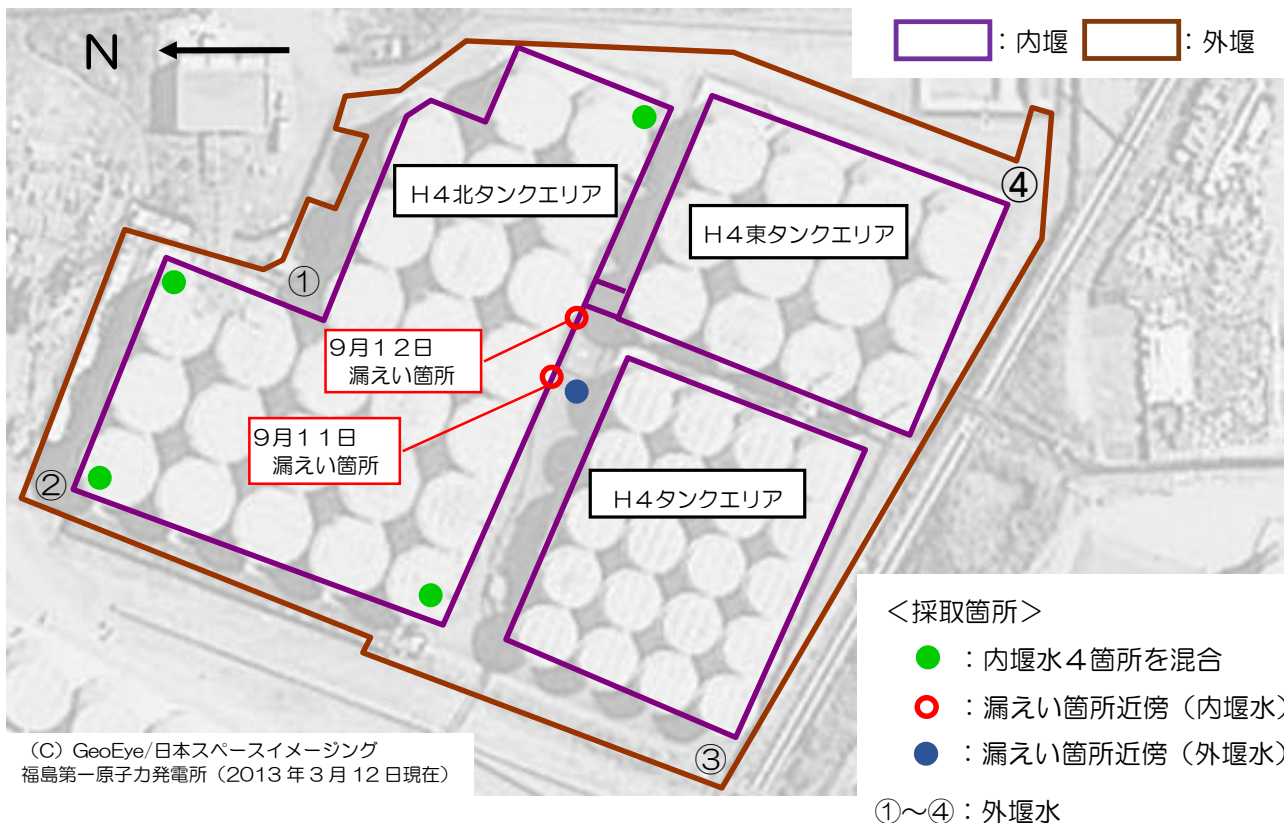 N
：内堰
：外堰
Ｈ４北タンクエリア
④
Ｈ４東タンクエリア
①
９月１２日
漏えい箇所
９月１１日
漏えい箇所
②
Ｈ４タンクエリア
＜採取箇所＞
：内堰水４箇所を混合
：漏えい箇所近傍（内堰水）
：漏えい箇所近傍（外堰水）
③
①～④：外堰水
（C）GeoEye/日本スペースイメージング
福島第一原子力発電所（2013年3月12日現在）